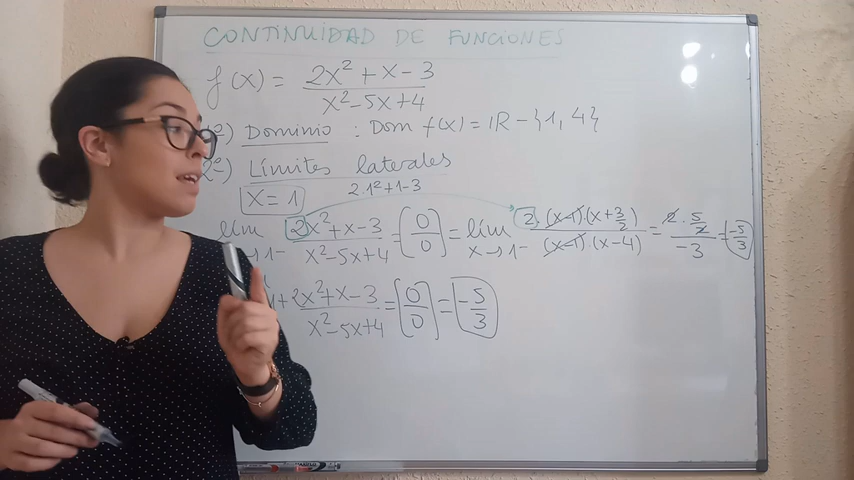 CONTINUIDAD DE FUNCIONES
f(x) = (2x² + x - 3) / (x² - 5x + 4)
1º) Dominio : Dom f(x) = IR - {1, 4}
2º) Límites laterales
x = 1 2·1² + 1 - 3
lím x→1⁻ (2x² + x - 3) / (x² - 5x + 4) = (0/0) = lím x→1⁻ 2·(x-1)·(x+3/2) / (x-1)·(x-4) = (2·5/2) / -3 = -5/3
+ (2x² + x - 3) / (x² - 5x + 4) = (0/0) = -5/3